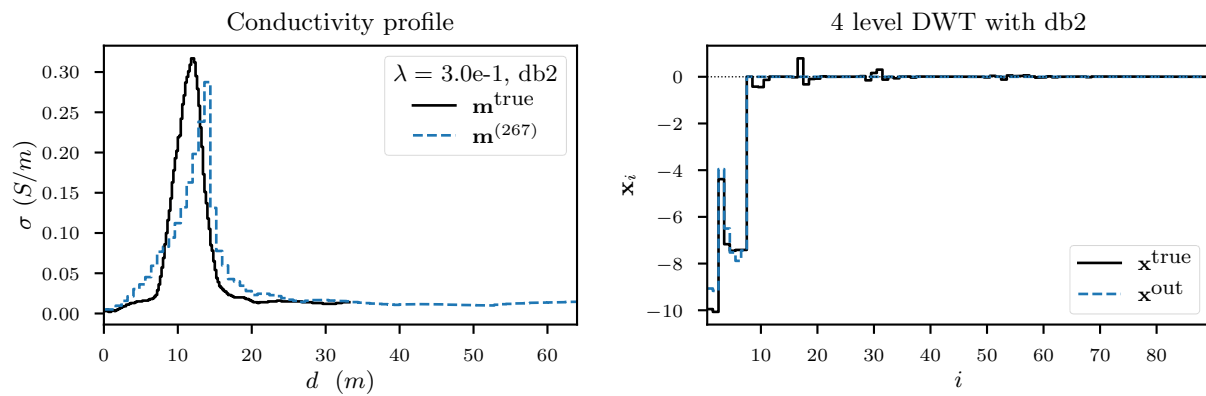 Conductivity profile
λ = 3.0e-1, db2
m^true
m^(267)
σ (S/m)
0.30
0.25
0.20
0.15
0.10
0.05
0.00
0 10 20 30 40 50 60
d (m)
4 level DWT with db2
x_i
0
−2
−4
−6
−8
−10
x^true
x^out
10 20 30 40 50 60 70 80
i